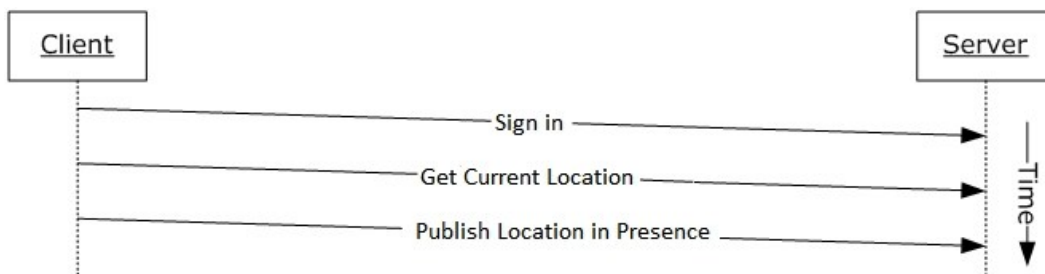 Client
Server
Sign in
Get Current Location
Publish Location in Presence
Time